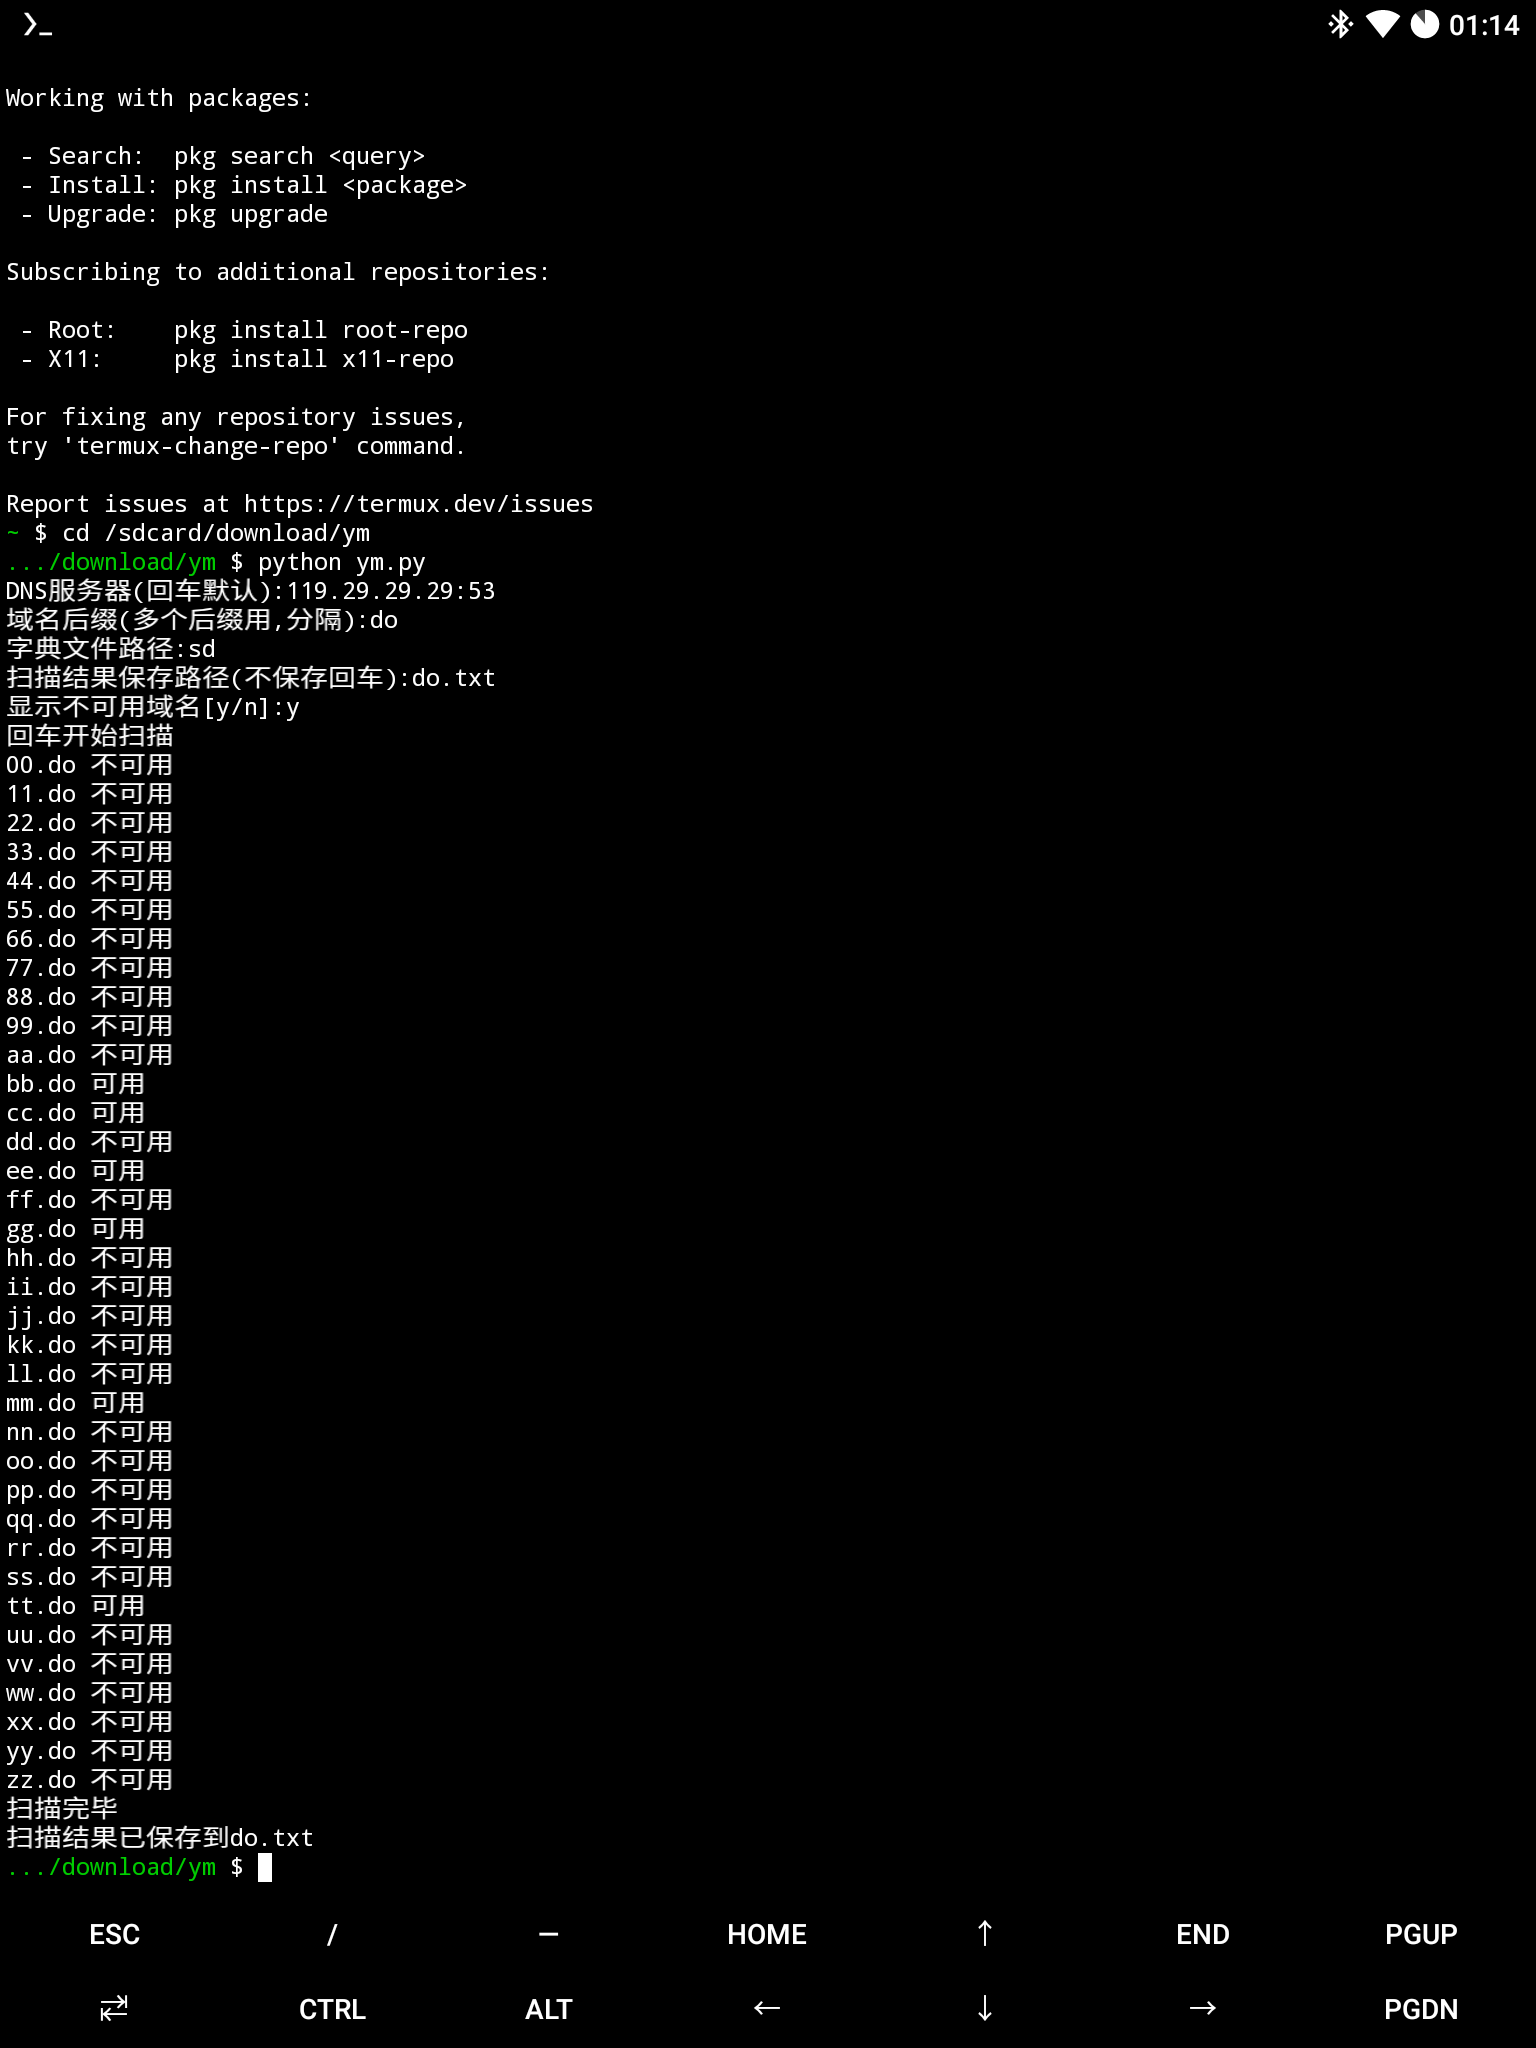 01:14
Working with packages:
- Search:  pkg search <query>
- Install: pkg install <package>
- Upgrade: pkg upgrade
Subscribing to additional repositories:
- Root:    pkg install root-repo
- X11:     pkg install x11-repo
For fixing any repository issues,
try 'termux-change-repo' command.
Report issues at https://termux.dev/issues
~ $ cd /sdcard/download/ym
.../download/ym $ python ym.py
DNS服务器(回车默认):119.29.29.29:53
域名后缀(多个后缀用,分隔):do
字典文件路径:sd
扫描结果保存路径(不保存回车):do.txt
显示不可用域名[y/n]:y
回车开始扫描
00.do 不可用
11.do 不可用
22.do 不可用
33.do 不可用
44.do 不可用
55.do 不可用
66.do 不可用
77.do 不可用
88.do 不可用
99.do 不可用
aa.do 不可用
bb.do 可用
cc.do 可用
dd.do 不可用
ee.do 可用
ff.do 不可用
gg.do 可用
hh.do 不可用
ii.do 不可用
jj.do 不可用
kk.do 不可用
ll.do 不可用
mm.do 可用
nn.do 不可用
oo.do 不可用
pp.do 不可用
qq.do 不可用
rr.do 不可用
ss.do 不可用
tt.do 可用
uu.do 不可用
vv.do 不可用
ww.do 不可用
xx.do 不可用
yy.do 不可用
zz.do 不可用
扫描完毕
扫描结果已保存到do.txt
.../download/ym $
ESC / — HOME ↑ END PGUP
⇄ CTRL ALT ← ↓ → PGDN